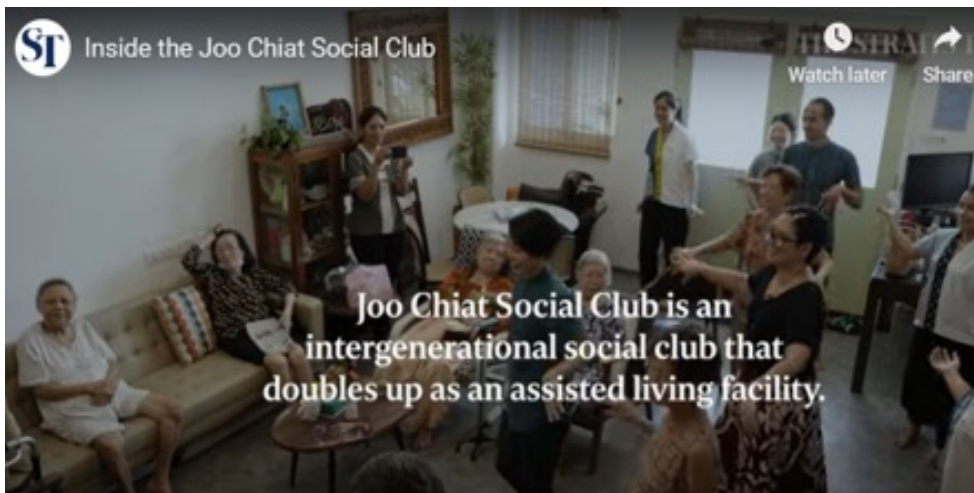 ST
Inside the Joo Chiat Social Club
Watch later
Share
Joo Chiat Social Club is an
intergenerational social club that
doubles up as an assisted living facility.